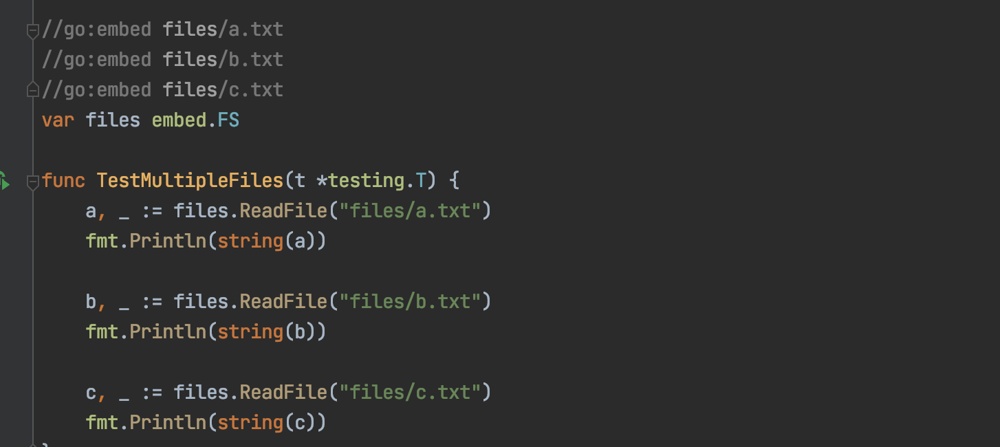 //go:embed files/a.txt
//go:embed files/b.txt
//go:embed files/c.txt
var files embed.FS
func TestMultipleFiles(t *testing.T) {
a, _ := files.ReadFile("files/a.txt")
fmt.Println(string(a))
b, _ := files.ReadFile("files/b.txt")
fmt.Println(string(b))
c, _ := files.ReadFile("files/c.txt")
fmt.Println(string(c))
}